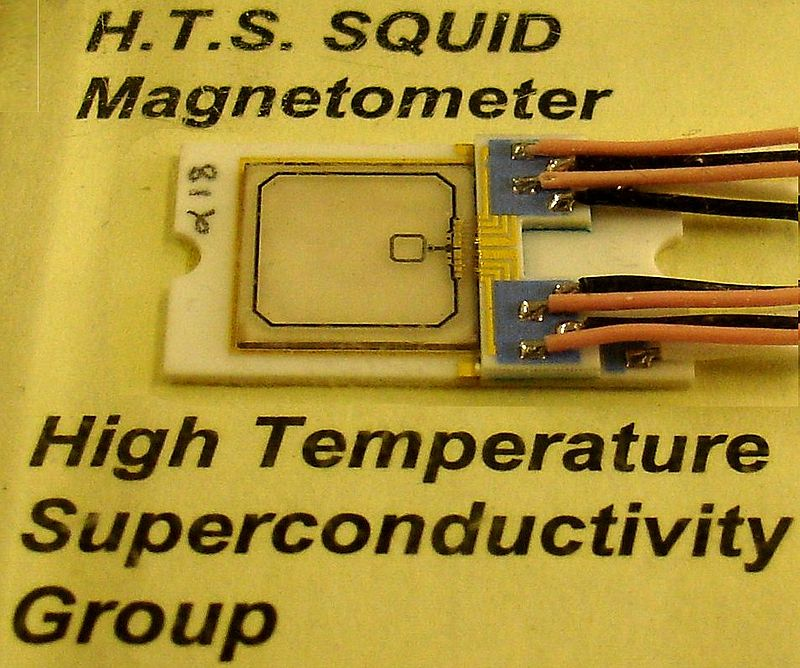 H.T.S. SQUID
Magnetometer
High Temperature
Superconductivity
Group